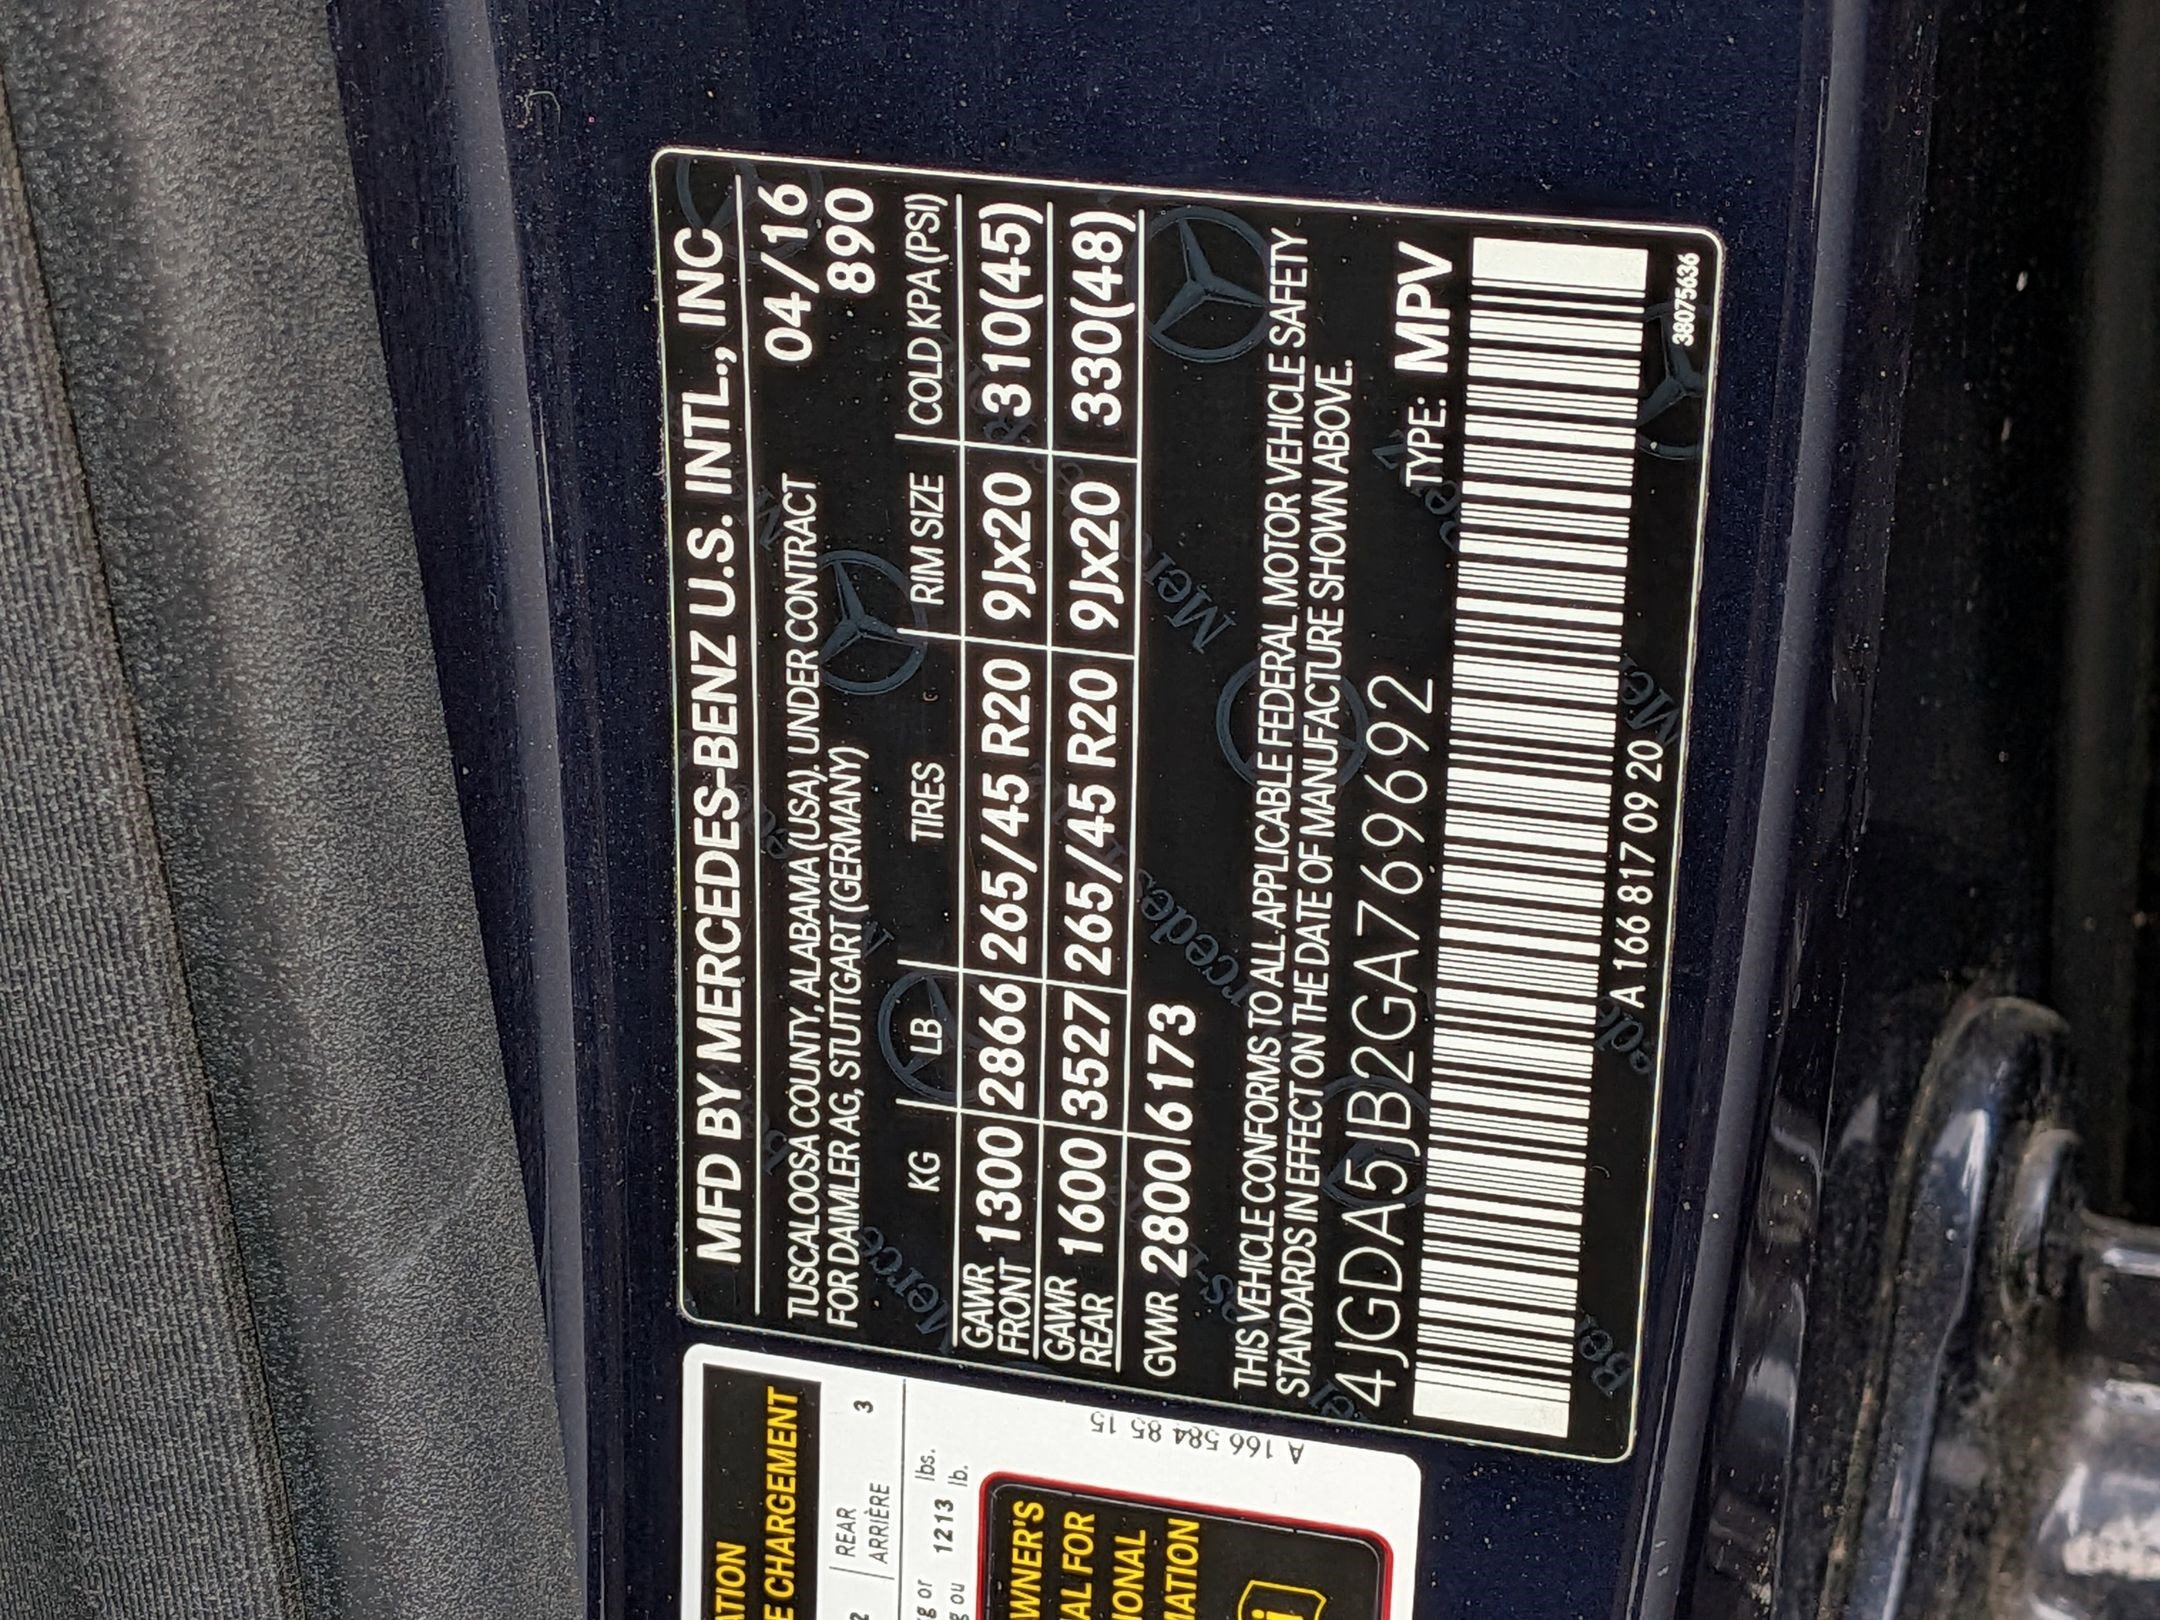 MFD BY MERCEDES-BENZ U.S. INTL., INC
TUSCALOOSA COUNTY, ALABAMA (USA). UNDER CONTRACT 04/16
FOR DAIMLER AG, STUTTGART (GERMANY) 890
KG LB TIRES RIM SIZE COLD KPA (PSI)
GAWR FRONT 1300 2866 265/45 R20 9Jx20 310(45)
GAWR REAR 1600 3527 265/45 R20 9Jx20 330(48)
GVWR 2800 6173
THIS VEHICLE CONFORMS TO ALL APPLICABLE FEDERAL MOTOR VEHICLE SAFETY
STANDARDS IN EFFECT ON THE DATE OF MANUFACTURE SHOWN ABOVE.
4JGDA5JB2GA769692 TYPE: MPV
A 166 817 09 20
38075636
CHARGEMENT
REAR
ARRIÈRE 3
or 1213 lbs.
ou lb.
A 166 584 85 15
FOR